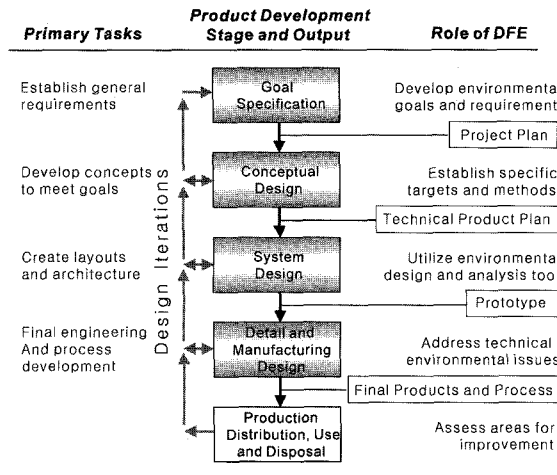 Product Development
Primary Tasks
Stage and Output
Role of DFE
Establish general
requirements
Goal
Specification
Develop environmenta
goals and requirement
Project Plan
Develop concepts
to meet goals
Conceptual
Design
Establish specific
targets and methods
Technical Product Plan
Create layouts
and architecture
System
Design
Utilize environmenta
design and analysis too
Prototype
Final engineering
And process
development
Detail and
Manufacturing
Design
Address technical
environmental issues
Final Products and Process
Production
Distribution, Use
and Disposal
Assess areas for
improvement
Design Iterations